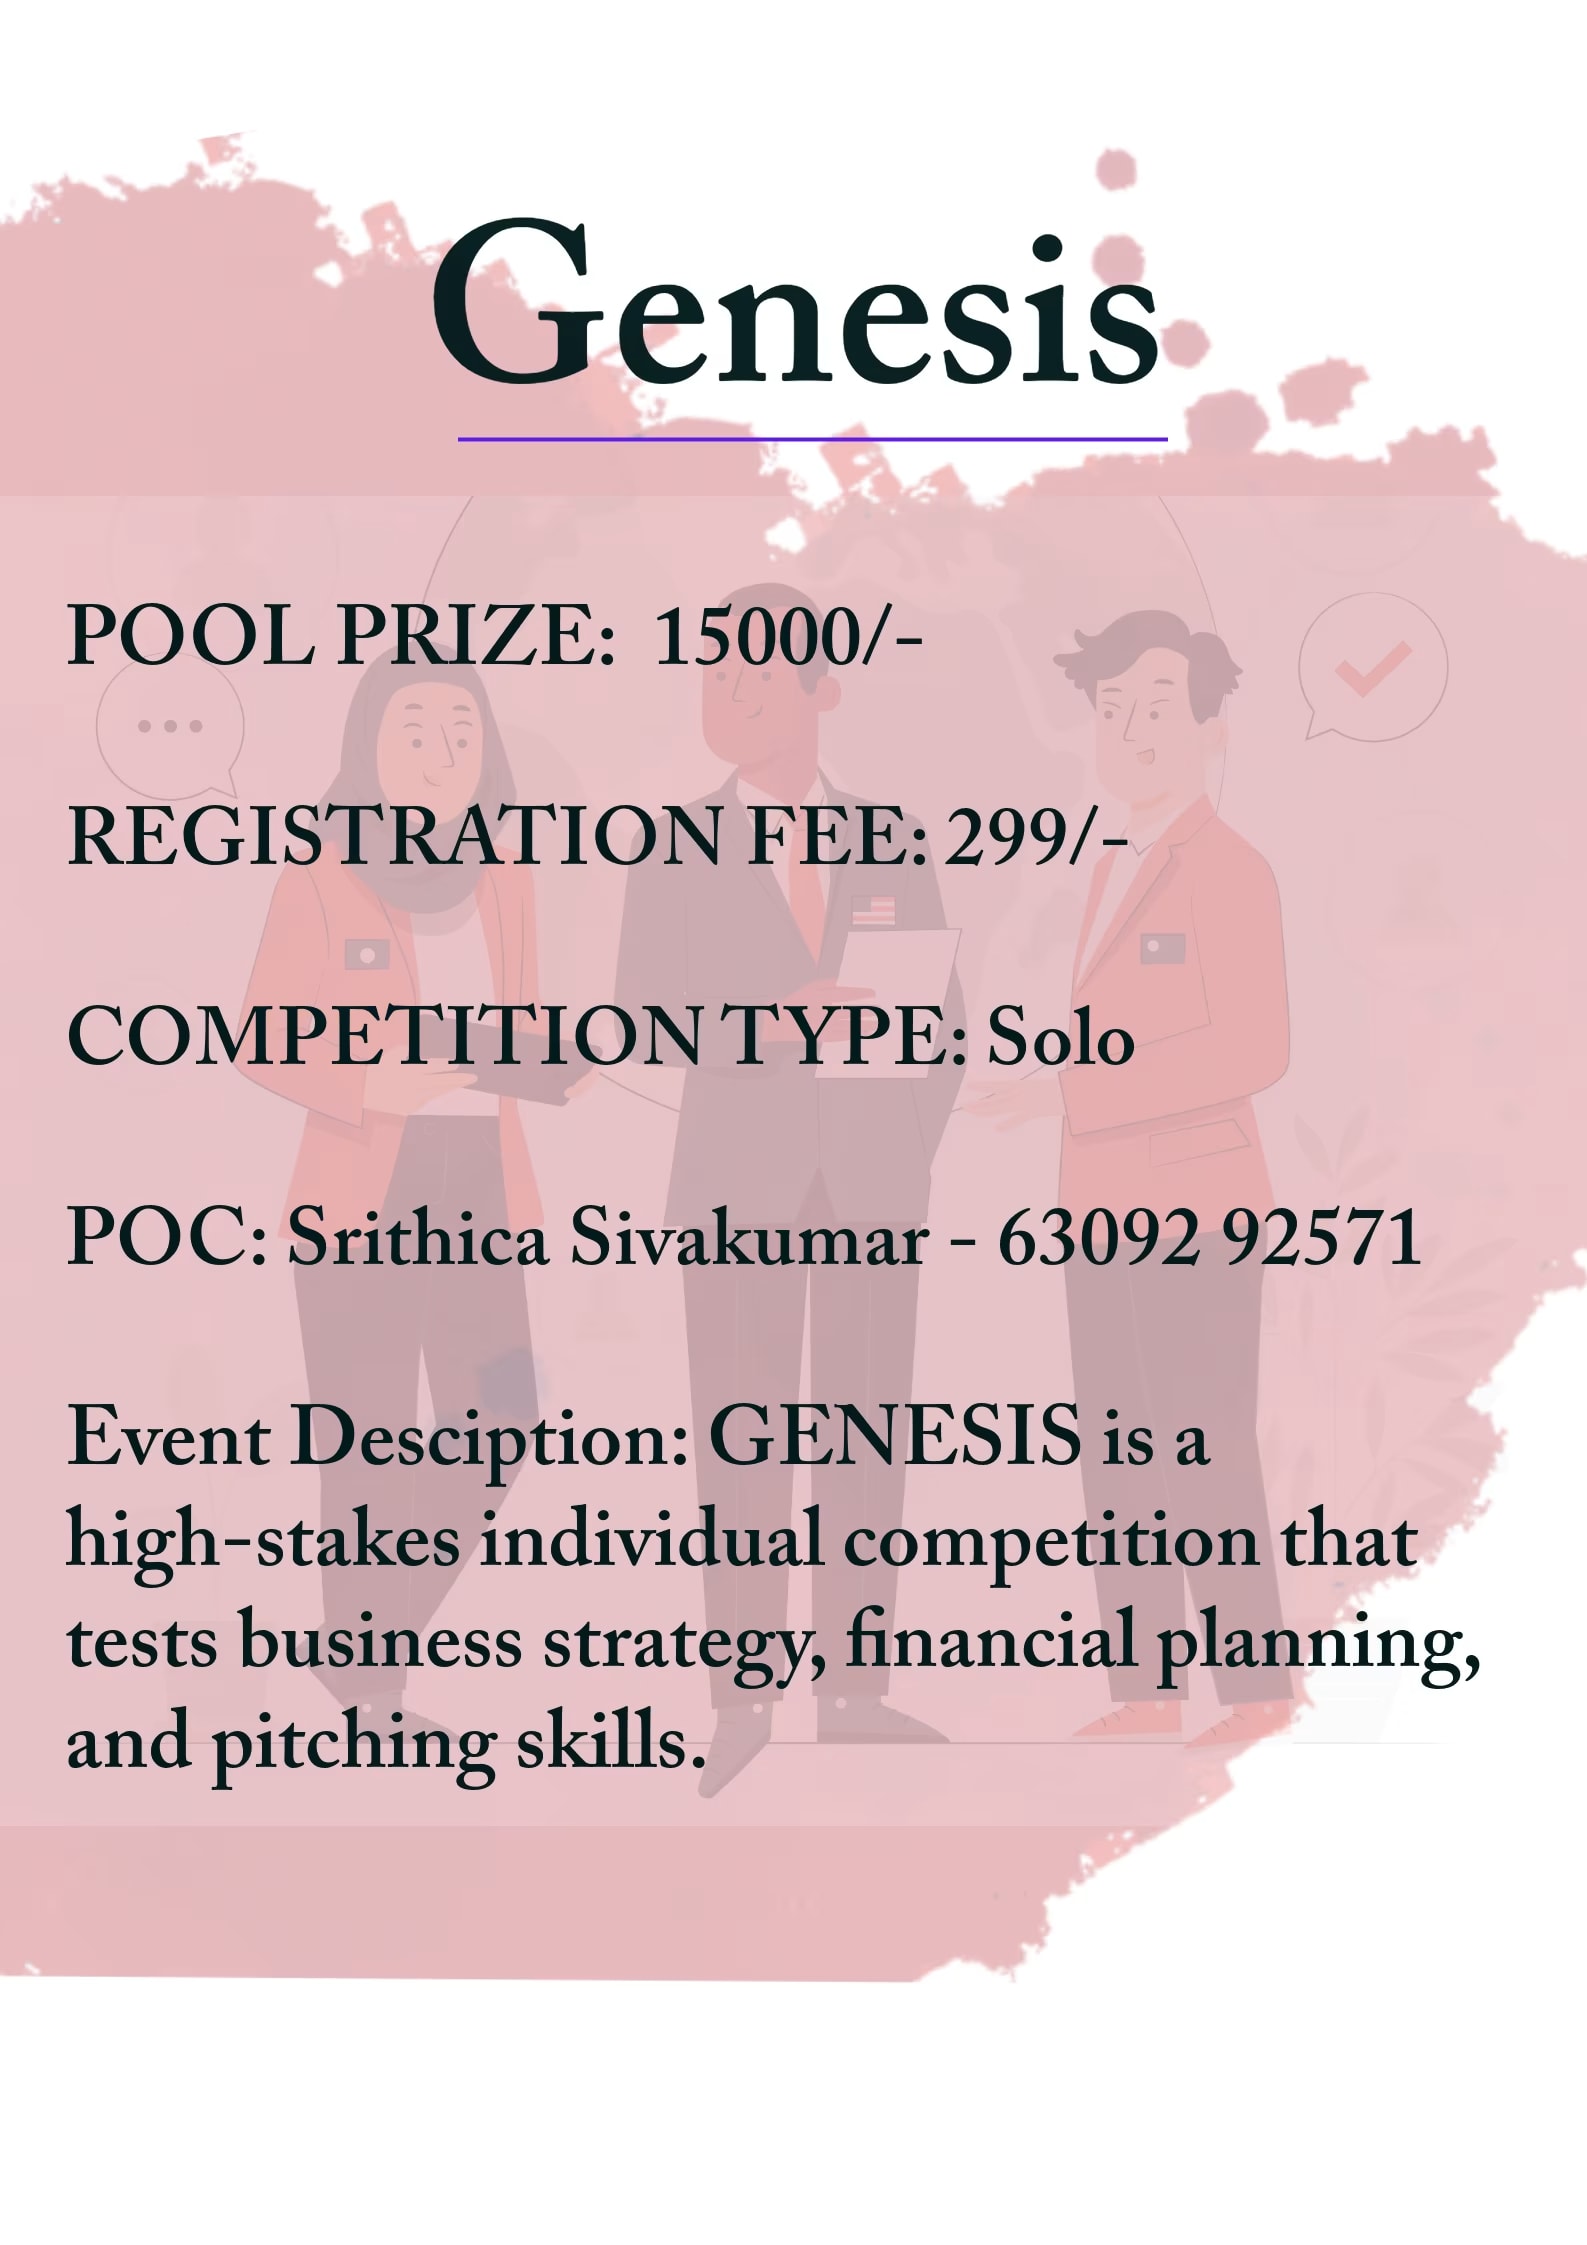 Genesis
POOL PRIZE: 15000/-
REGISTRATION FEE: 299/-
COMPETITION TYPE: Solo
POC: Srithica Sivakumar - 63092 92571
Event Desciption: GENESIS is a
high-stakes individual competition that
tests business strategy, financial planning,
and pitching skills.